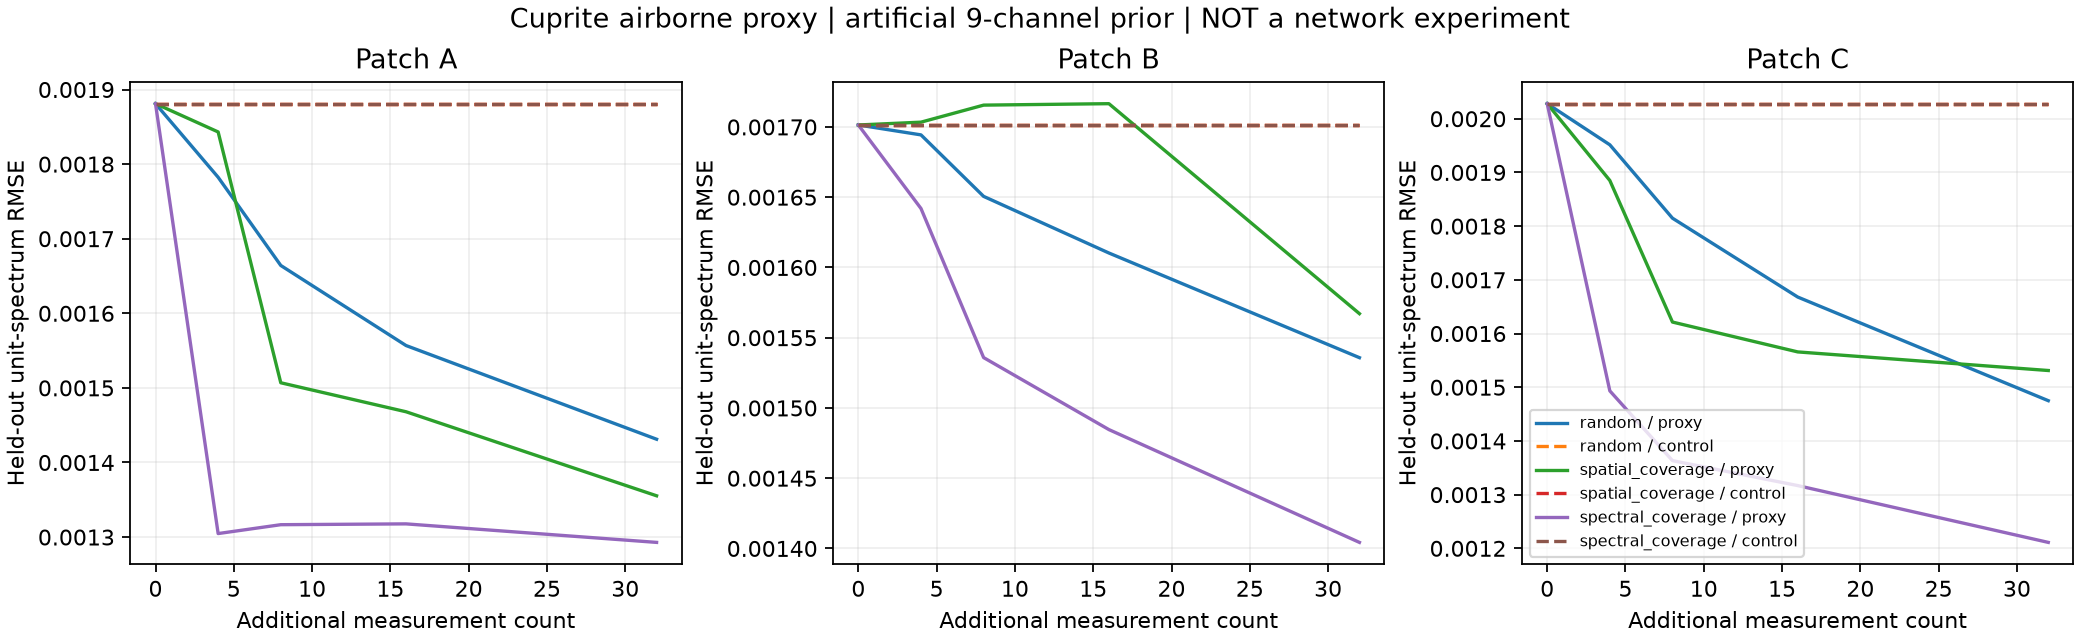 Cuprite airborne proxy | artificial 9-channel prior | NOT a network experiment
Patch A
Held-out unit-spectrum RMSE
0.0019
0.0018
0.0017
0.0016
0.0015
0.0014
0.0013
0 5 10 15 20 25 30
Additional measurement count
Patch B
Held-out unit-spectrum RMSE
0.00170
0.00165
0.00160
0.00155
0.00150
0.00145
0.00140
0 5 10 15 20 25 30
Additional measurement count
Patch C
Held-out unit-spectrum RMSE
0.0020
0.0019
0.0018
0.0017
0.0016
0.0015
0.0014
0.0013
0.0012
random / proxy
random / control
spatial_coverage / proxy
spatial_coverage / control
spectral_coverage / proxy
spectral_coverage / control
0 5 10 15 20 25 30
Additional measurement count